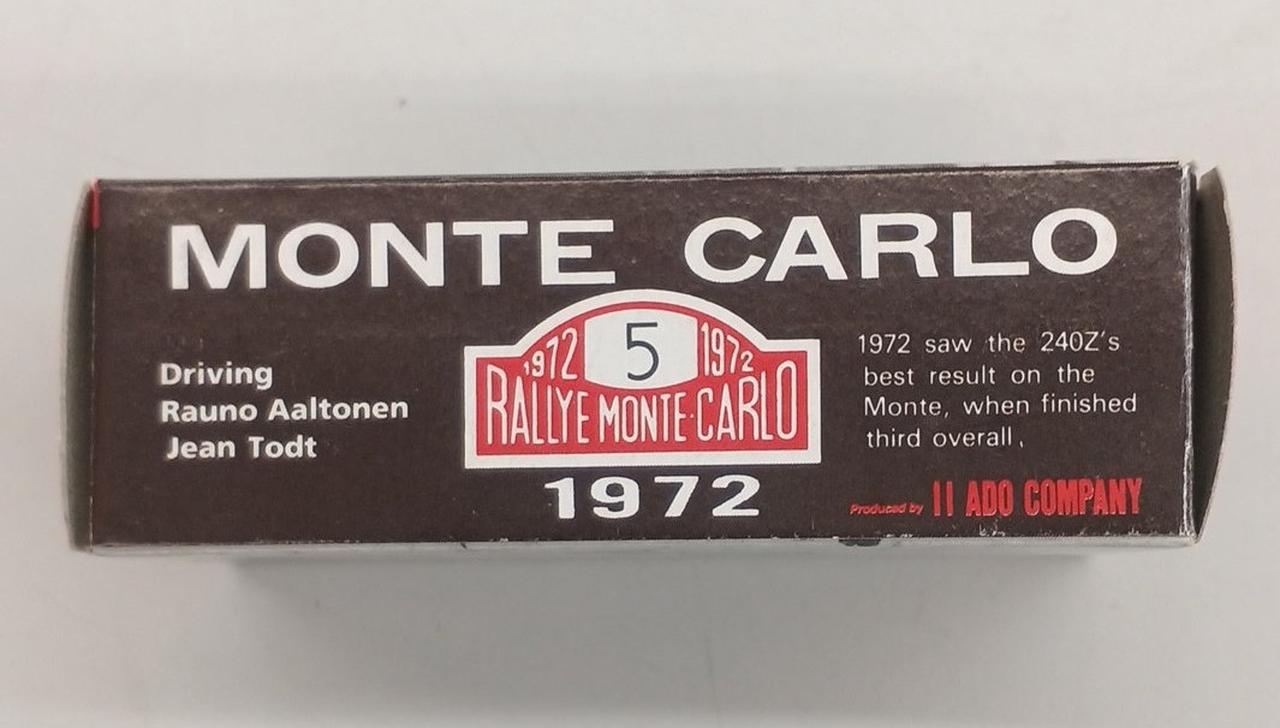 MONTE CARLO
Driving
Rauno Aaltonen
Jean Todt
1972 5 1972
RALLYE MONTE-CARLO
1972
1972 saw the 240Z's
best result on the
Monte, when finished
third overall.
Produced by II ADO COMPANY